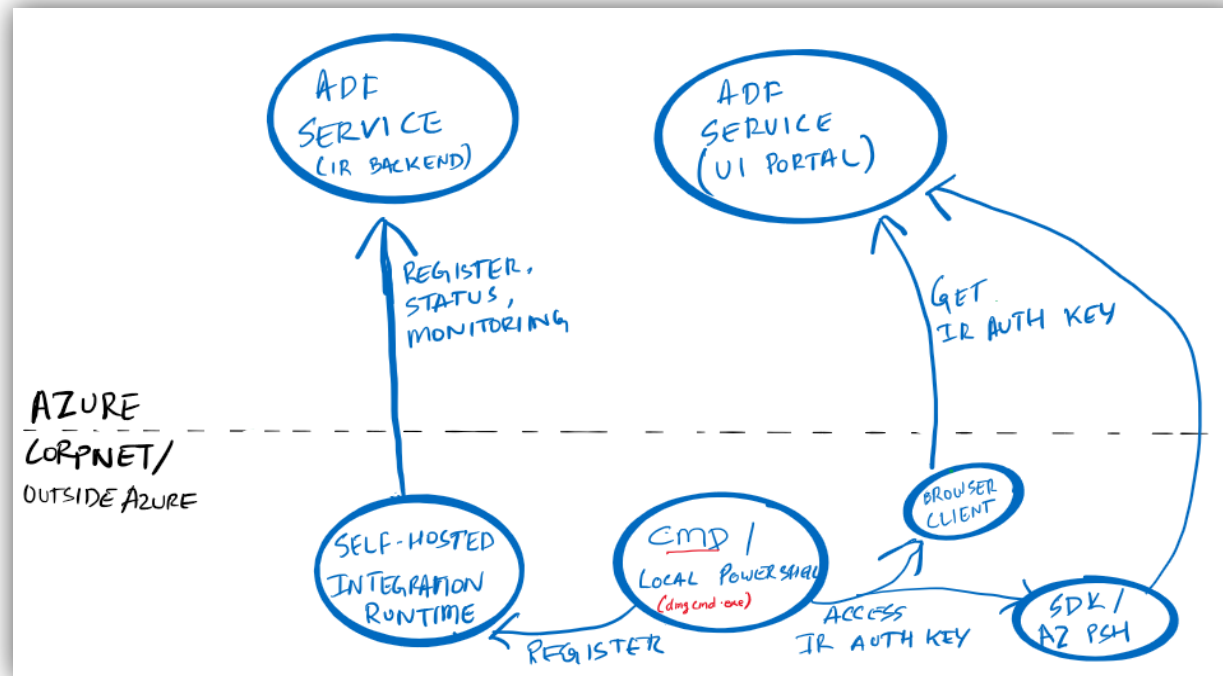 ADF
SERVICE
(IR BACKEND)
ADF
SERVICE
(UI PORTAL)
REGISTER,
STATUS,
MONITORIING
GET
IR AUTH KEY
AZURE
CORPNET/
OUTSIDE AZURE
SELF-HOSTED
INTEGRATION
RUNTIME
CMD /
LOCAL POWERSHELL
(dmgcmd.exe)
BROWSER
CLIENT
SDK /
AZ PSH
REGISTER
ACCESS
IR AUTH KEY